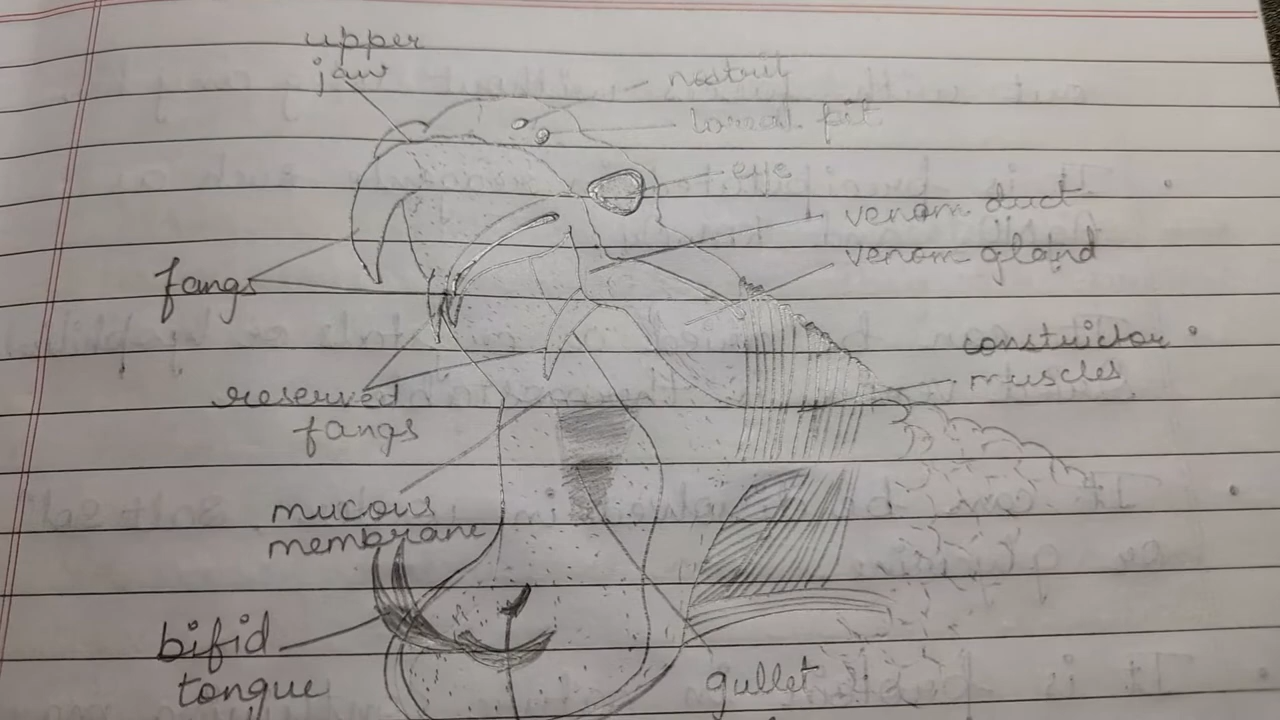 upper
jaw
nostril
loreal pit
eye
venom duct
venom gland
fangs
constrictor
muscles
reserved
fangs
mucous
membrane
bifid
tongue
gullet